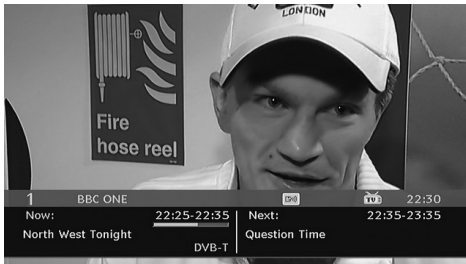 LONDON
Fire
hose reel
1 BBC ONE 22:30
Now: 22:25-22:35 Next: 22:35-23:35
North West Tonight Question Time
DVB-T